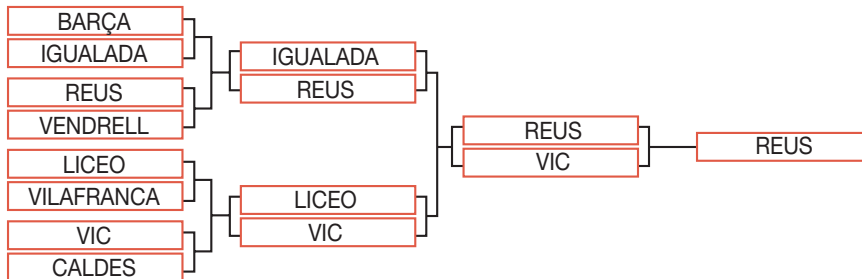 BARÇA
IGUALADA
REUS
VENDRELL
LICEO
VILAFRANCA
VIC
CALDES
IGUALADA
REUS
LICEO
VIC
REUS
VIC
REUS